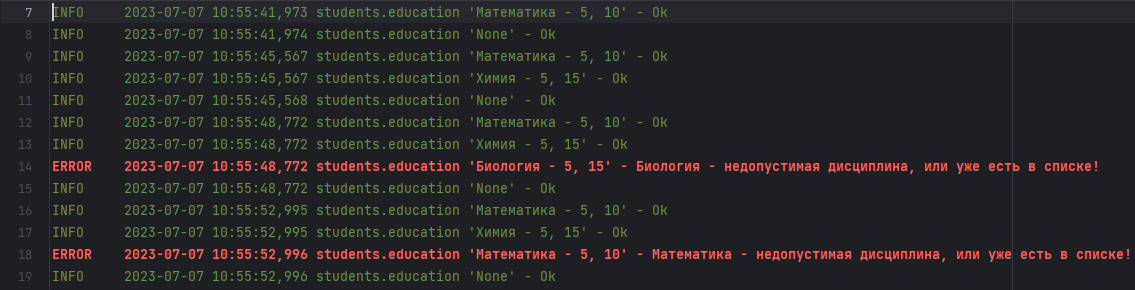 7 INFO 2023-07-07 10:55:41,973 students.education 'Математика - 5, 10' - Ok
8 INFO 2023-07-07 10:55:41,974 students.education 'None' - Ok
9 INFO 2023-07-07 10:55:45,567 students.education 'Математика - 5, 10' - Ok
10 INFO 2023-07-07 10:55:45,567 students.education 'Химия - 5, 15' - Ok
11 INFO 2023-07-07 10:55:45,568 students.education 'None' - Ok
12 INFO 2023-07-07 10:55:48,772 students.education 'Математика - 5, 10' - Ok
13 INFO 2023-07-07 10:55:48,772 students.education 'Химия - 5, 15' - Ok
14 ERROR 2023-07-07 10:55:48,772 students.education 'Биология - 5, 15' - Биология - недопустимая дисциплина, или уже есть в списке!
15 INFO 2023-07-07 10:55:48,772 students.education 'None' - Ok
16 INFO 2023-07-07 10:55:52,995 students.education 'Математика - 5, 10' - Ok
17 INFO 2023-07-07 10:55:52,995 students.education 'Химия - 5, 15' - Ok
18 ERROR 2023-07-07 10:55:52,996 students.education 'Математика - 5, 10' - Математика - недопустимая дисциплина, или уже есть в списке!
19 INFO 2023-07-07 10:55:52,996 students.education 'None' - Ok